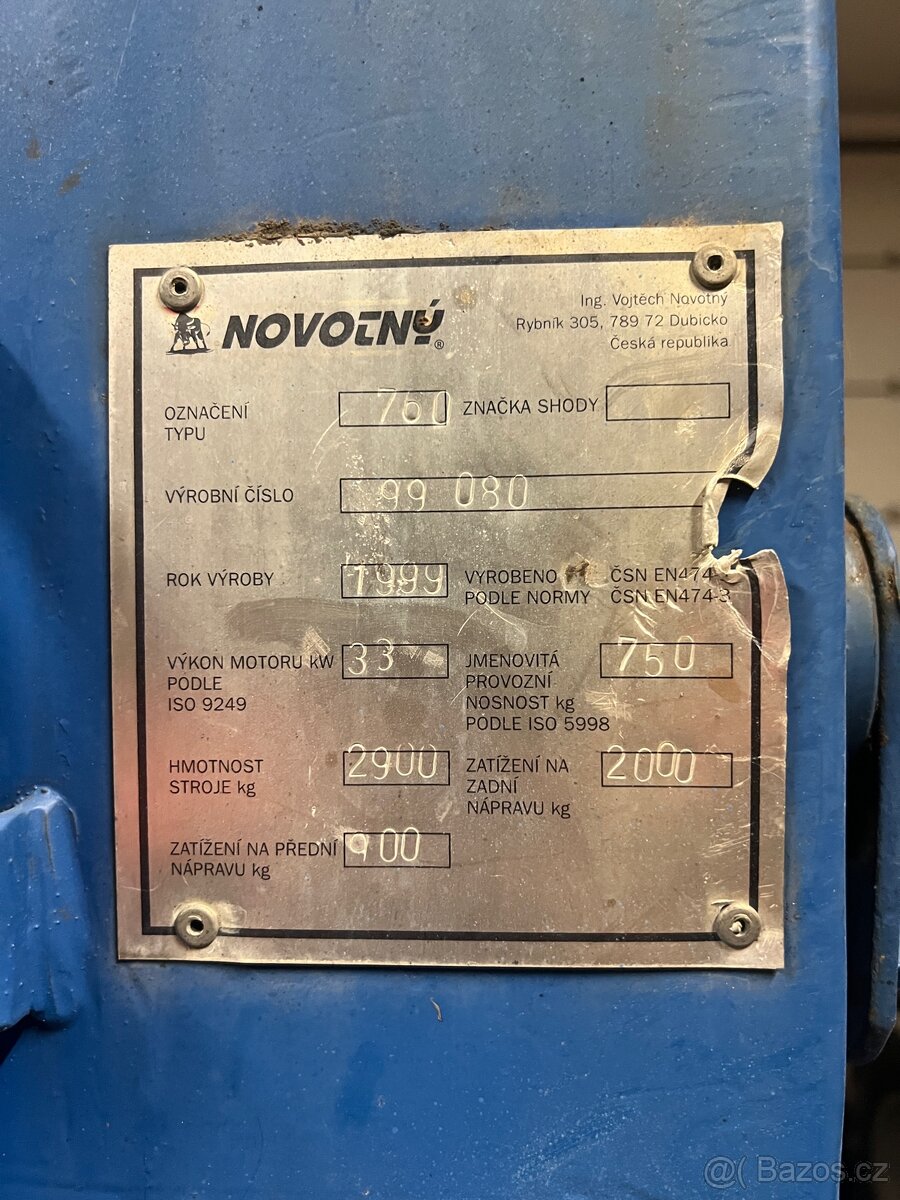 NOVOTNÝ®
Ing. Vojtěch Novotný
Rybník 305, 789 72 Dubicko
Česká republika
OZNAČENÍ TYPU 760 ZNAČKA SHODY
VÝROBNÍ ČÍSLO 99 080
ROK VÝROBY 1999
VYROBENO PODLE NORMY
ČSN EN474-
ČSN EN474-3
VÝKON MOTORU kW 33
PODLE
ISO 9249
JMENOVITÁ 750
PROVOZNÍ
NOSNOST kg
PODLE ISO 5998
HMOTNOST 2900
STROJE kg
ZATÍŽENÍ NA 2000
ZADNÍ
NÁPRAVU kg
ZATÍŽENÍ NA PŘEDNÍ 900
NÁPRAVU kg
@( Bazos.cz